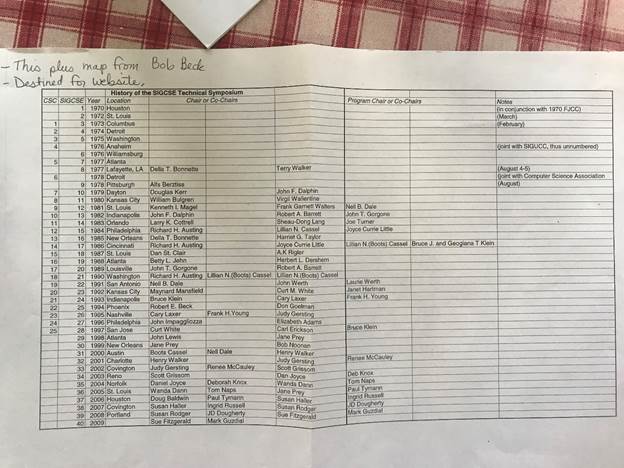 - This plus map from Bob Beck
- Destined for website,
History of the SIGCSE Technical Symposium
CSC SIGCSE Year Location Chair or Co-Chairs Program Chair or Co-Chairs Notes
1 1970 Houston (in conjunction with 1970 FJCC)
2 1972 St. Louis (March)
1 3 1973 Columbus (February)
2 4 1974 Detroit
3 5 1975 Washington
4 1976 Anaheim (joint with SIGUCC, thus unnumbered)
6 1976 Williamsburg
5 7 1977 Atlanta
8 1977 Lafayette, LA Della T. Bonnette Terry Walker (August 4-5)
6 1978 Detroit (joint with Computer Science Association
9 1978 Pittsburgh Alfs Berztiss (August)
7 10 1979 Dayton Douglas Kerr John F. Dalphin
8 11 1980 Kansas City William Bulgren Virgil Wallentine
9 12 1981 St. Louis Kenneth I. Magel Frank Garnett Walters Nell B. Dale
10 13 1982 Indianapolis John F. Dalphin Robert A. Barrett John T. Gorgone
11 14 1983 Orlando Larry K. Cottrell Sheau-Dong Lang Joe Turner
12 15 1984 Philadelphia Richard H. Austing Lillian N. Cassel Joyce Currie Little
13 16 1985 New Orleans Della T. Bonnette Harriet G. Taylor
14 17 1986 Cincinnati Richard H. Austing Joyce Currie Little Lillian N.(Boots) Cassel Bruce J. and Geogiana T Klein
15 18 1987 St. Louis Dan St. Clair A.K Rigler
16 19 1988 Atlanta Betty L. Jehn Herbert L. Dershem
17 20 1989 Louisville John T. Gorgone Robert A. Barrett
18 21 1990 Washington Richard H. Austing Lillian N.(Boots) Cassel Lillian N.(Boots) Cassel
19 22 1991 San Antonio Nell B. Dale John Werth Laurie Werth
20 23 1992 Kansas City Maynard Mansfield Curt M. White Janet Hartman
21 24 1993 Indianapolis Bruce Klein Cary Laxer Frank H. Young
22 25 1994 Phoenix Robert E. Beck Don Goelman
23 26 1995 Nashville Cary Laxer Frank H.Young Judy Gersting
24 27 1996 Philadelphia John Impagliozza Elizabeth Adams
25 28 1997 San Jose Curt White Carl Erickson Bruce Klein
29 1998 Atlanta John Lewis Jane Prey
30 1999 New Orleans Jane Prey Bob Noonan
31 2000 Austin Boots Cassel Nell Dale Henry Walker
32 2001 Charlotte Henry Walker Judy Gersting Renee McCauley
33 2002 Covington Judy Gersting Renee McCauley Scott Grissom
34 2003 Reno Scott Grissom Dan Joyce Deb Knox
35 2004 Norfolk Daniel Joyce Deborah Knox Wanda Dann Tom Naps
36 2005 St. Louis Wanda Dann Tom Naps Jane Prey Paul Tymann
37 2006 Houston Doug Baldwin Paul Tymann Susan Haller Ingrid Russell
38 2007 Covington Susan Haller Ingrid Russell Susan Rodger JD Dougherty
39 2008 Portland Susan Rodger JD Dougherty Sue Fitzgerald Mark Guzdial
40 2009 Sue Fitzgerald Mark Guzdial